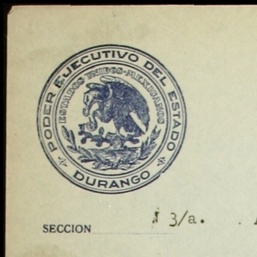 PODER EJECUTIVO DEL ESTADO
ESTADOS UNIDOS MEXICANOS
DURANGO
SECCION 3/a.